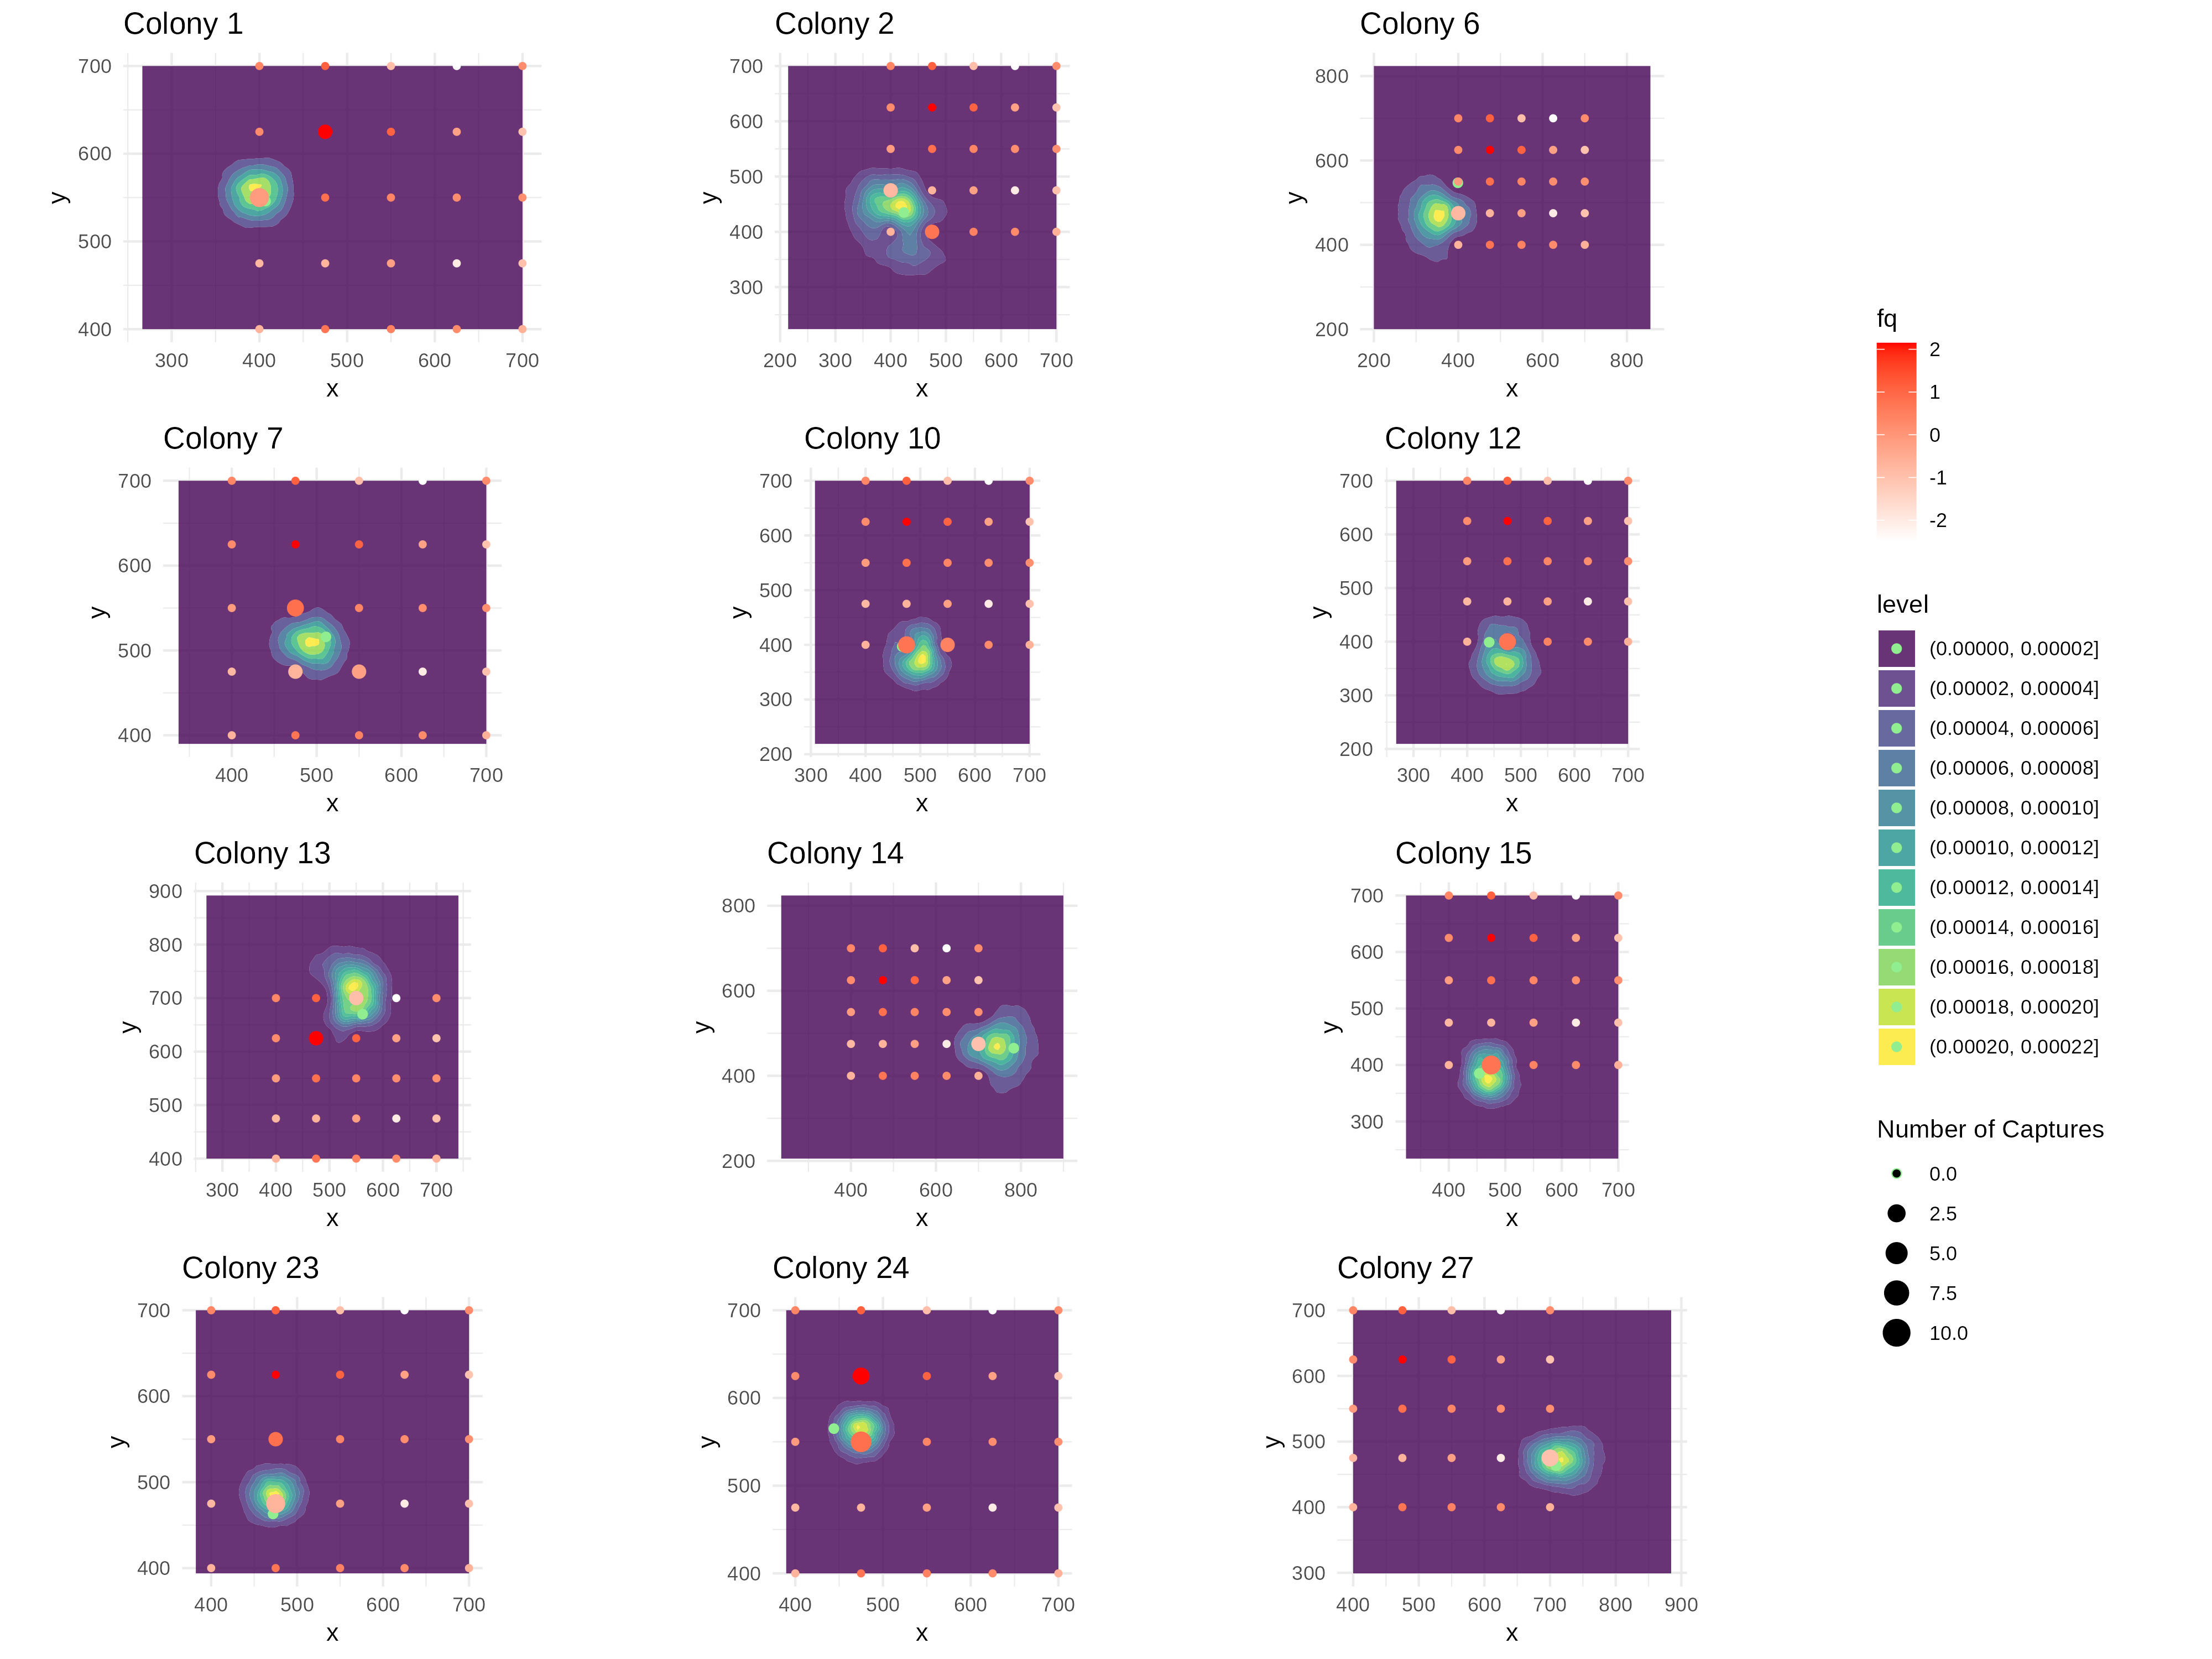 Colony 1
700
600
500
400
y
300 400 500 600 700
x
Colony 2
700
600
500
400
300
y
200 300 400 500 600 700
x
Colony 6
800
600
400
200
y
200 400 600 800
x
Colony 7
700
600
500
400
y
400 500 600 700
x
Colony 10
700
600
500
400
300
200
y
300 400 500 600 700
x
Colony 12
700
600
500
400
300
200
y
300 400 500 600 700
x
Colony 13
900
800
700
600
500
400
y
300 400 500 600 700
x
Colony 14
800
600
400
200
y
400 600 800
x
Colony 15
700
600
500
400
300
y
400 500 600 700
x
Colony 23
700
600
500
400
y
400 500 600 700
x
Colony 24
700
600
500
400
y
400 500 600 700
x
Colony 27
700
600
500
400
300
y
400 500 600 700 800 900
x
fq
2
1
0
-1
-2
level
(0.00000, 0.00002]
(0.00002, 0.00004]
(0.00004, 0.00006]
(0.00006, 0.00008]
(0.00008, 0.00010]
(0.00010, 0.00012]
(0.00012, 0.00014]
(0.00014, 0.00016]
(0.00016, 0.00018]
(0.00018, 0.00020]
(0.00020, 0.00022]
Number of Captures
0.0
2.5
5.0
7.5
10.0